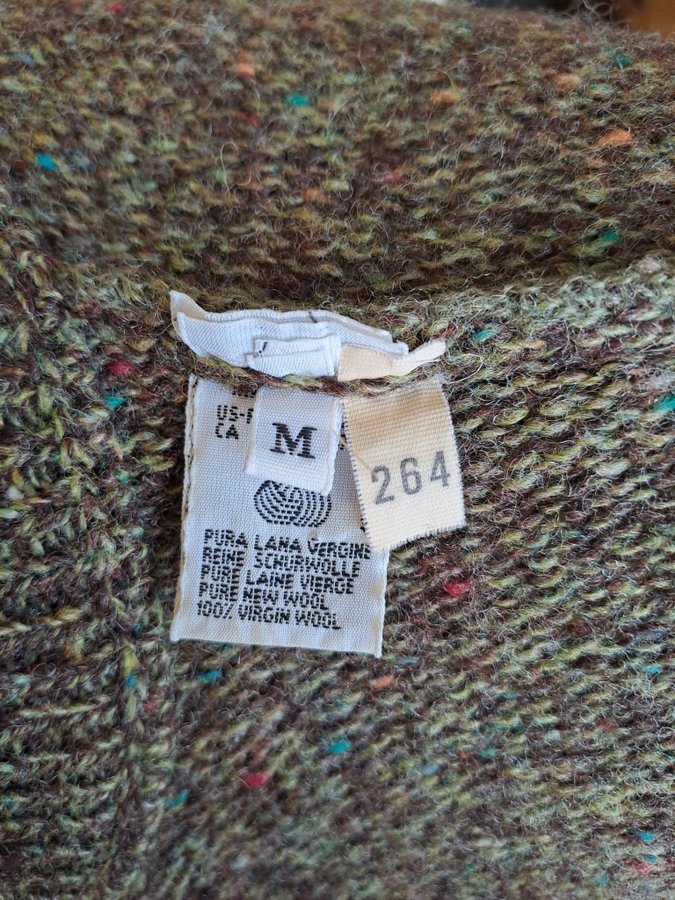 US-
CA
M
264
PURA LANA VERGINE
REINE SCHURWOLLE
PURE LAINE VIERGE
PURE NEW WOOL
100% VIRGIN WOOL